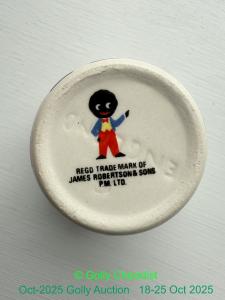 REGD TRADE MARK OF
JAMES ROBERTSON & SONS
P.M. LTD.
© Golly Checklist
Oct-2025 Golly Auction 18-25 Oct 2025